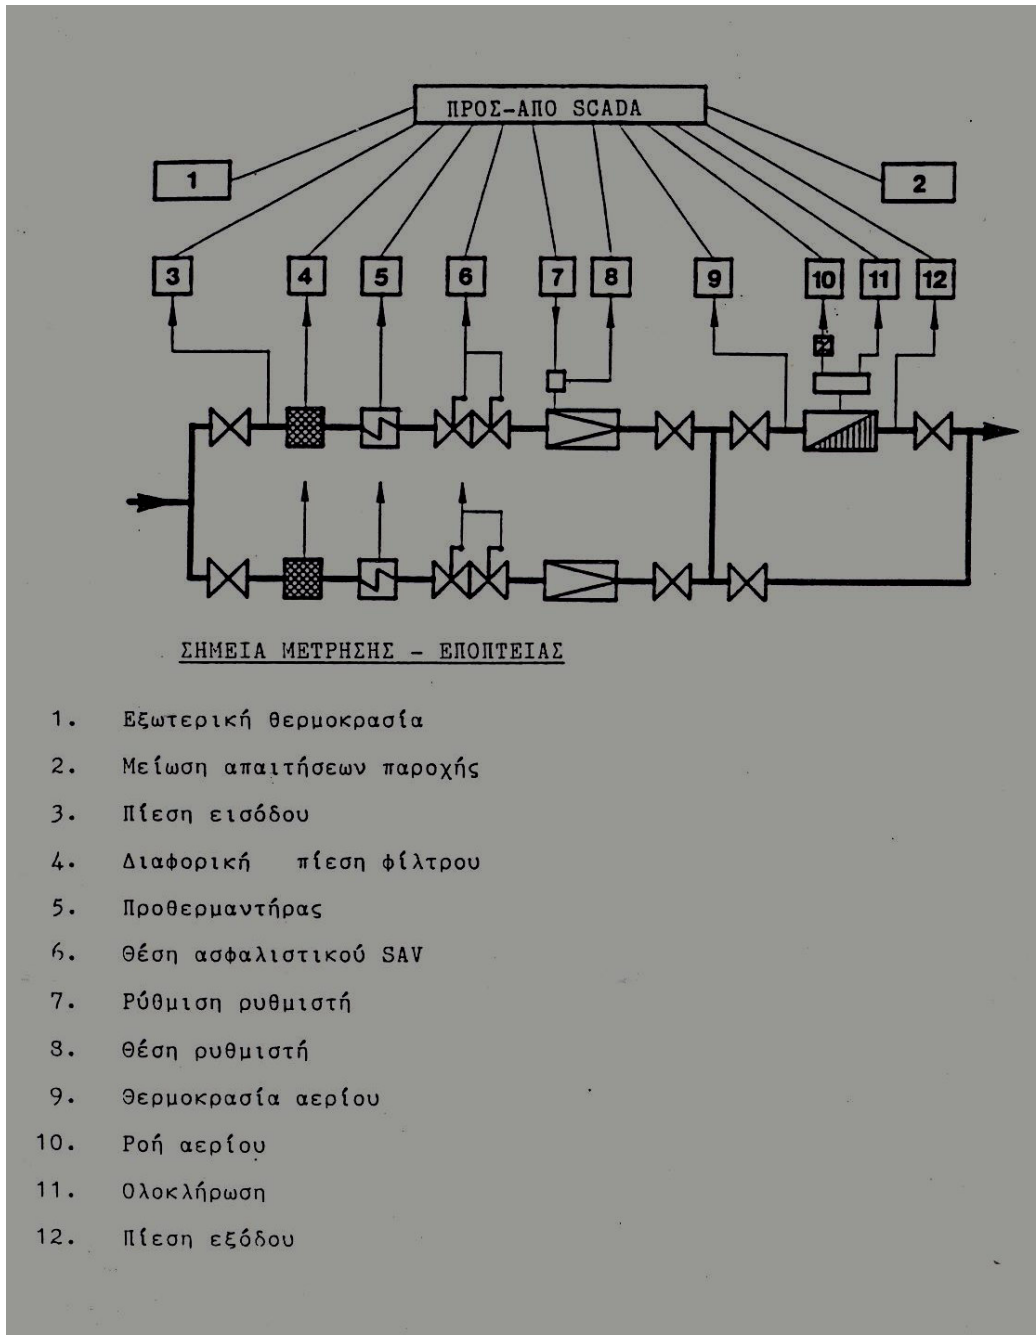 ΠΡΟΣ-ΑΠΟ SCADA
1 2
3 4 5 6 7 8 9 10 11 12
ΣΗΜΕΙΑ ΜΕΤΡΗΣΗΣ - ΕΠΟΠΤΕΙΑΣ
1. Εξωτερική θερμοκρασία
2. Μείωση απαιτήσεων παροχής
3. Πίεση εισόδου
4. Διαφορική πίεση φίλτρου
5. Προθερμαντήρας
6. Θέση ασφαλιστικού SAV
7. Ρύθμιση ρυθμιστή
8. Θέση ρυθμιστή
9. Θερμοκρασία αερίου
10. Ροή αερίου
11. Ολοκλήρωση
12. Πίεση εξόδου